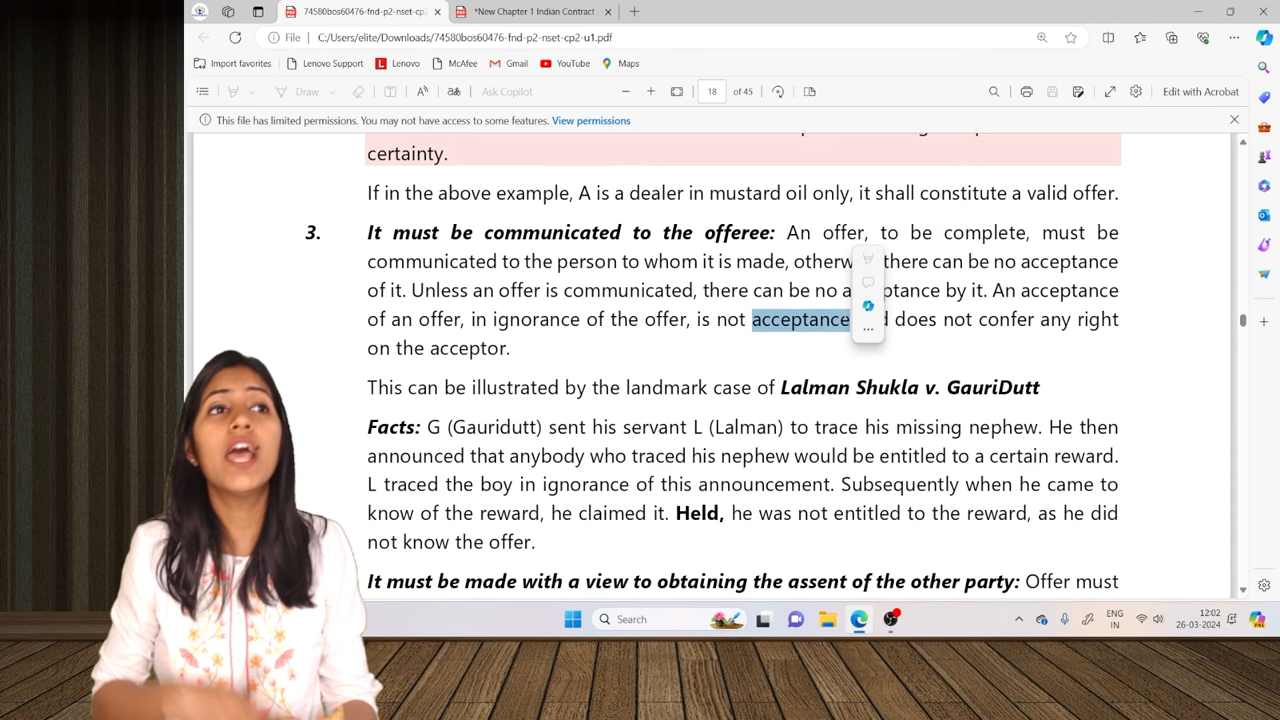 74580bos60476-fnd-p2-nset-cp2-
*New Chapter 1 Indian Contract
File
C:/Users/elite/Downloads/74580bos60476-fnd-p2-nset-cp2-u1.pdf
Import favorites
Lenovo Support
L Lenovo
McAfee
Gmail
YouTube
Maps
Draw
Ask Copilot
18 of 45
Edit with Acrobat
This file has limited permissions. You may not have access to some features. View permissions
certainty.
If in the above example, A is a dealer in mustard oil only, it shall constitute a valid offer.
3. It must be communicated to the offeree: An offer, to be complete, must be
communicated to the person to whom it is made, otherw there can be no acceptance
of it. Unless an offer is communicated, there can be no a ptance by it. An acceptance
of an offer, in ignorance of the offer, is not acceptance d does not confer any right
on the acceptor.
This can be illustrated by the landmark case of Lalman Shukla v. GauriDutt
Facts: G (Gauridutt) sent his servant L (Lalman) to trace his missing nephew. He then
announced that anybody who traced his nephew would be entitled to a certain reward.
L traced the boy in ignorance of this announcement. Subsequently when he came to
know of the reward, he claimed it. Held, he was not entitled to the reward, as he did
not know the offer.
It must be made with a view to obtaining the assent of the other party: Offer must
Search
ENG
IN
12:02
26-03-2024